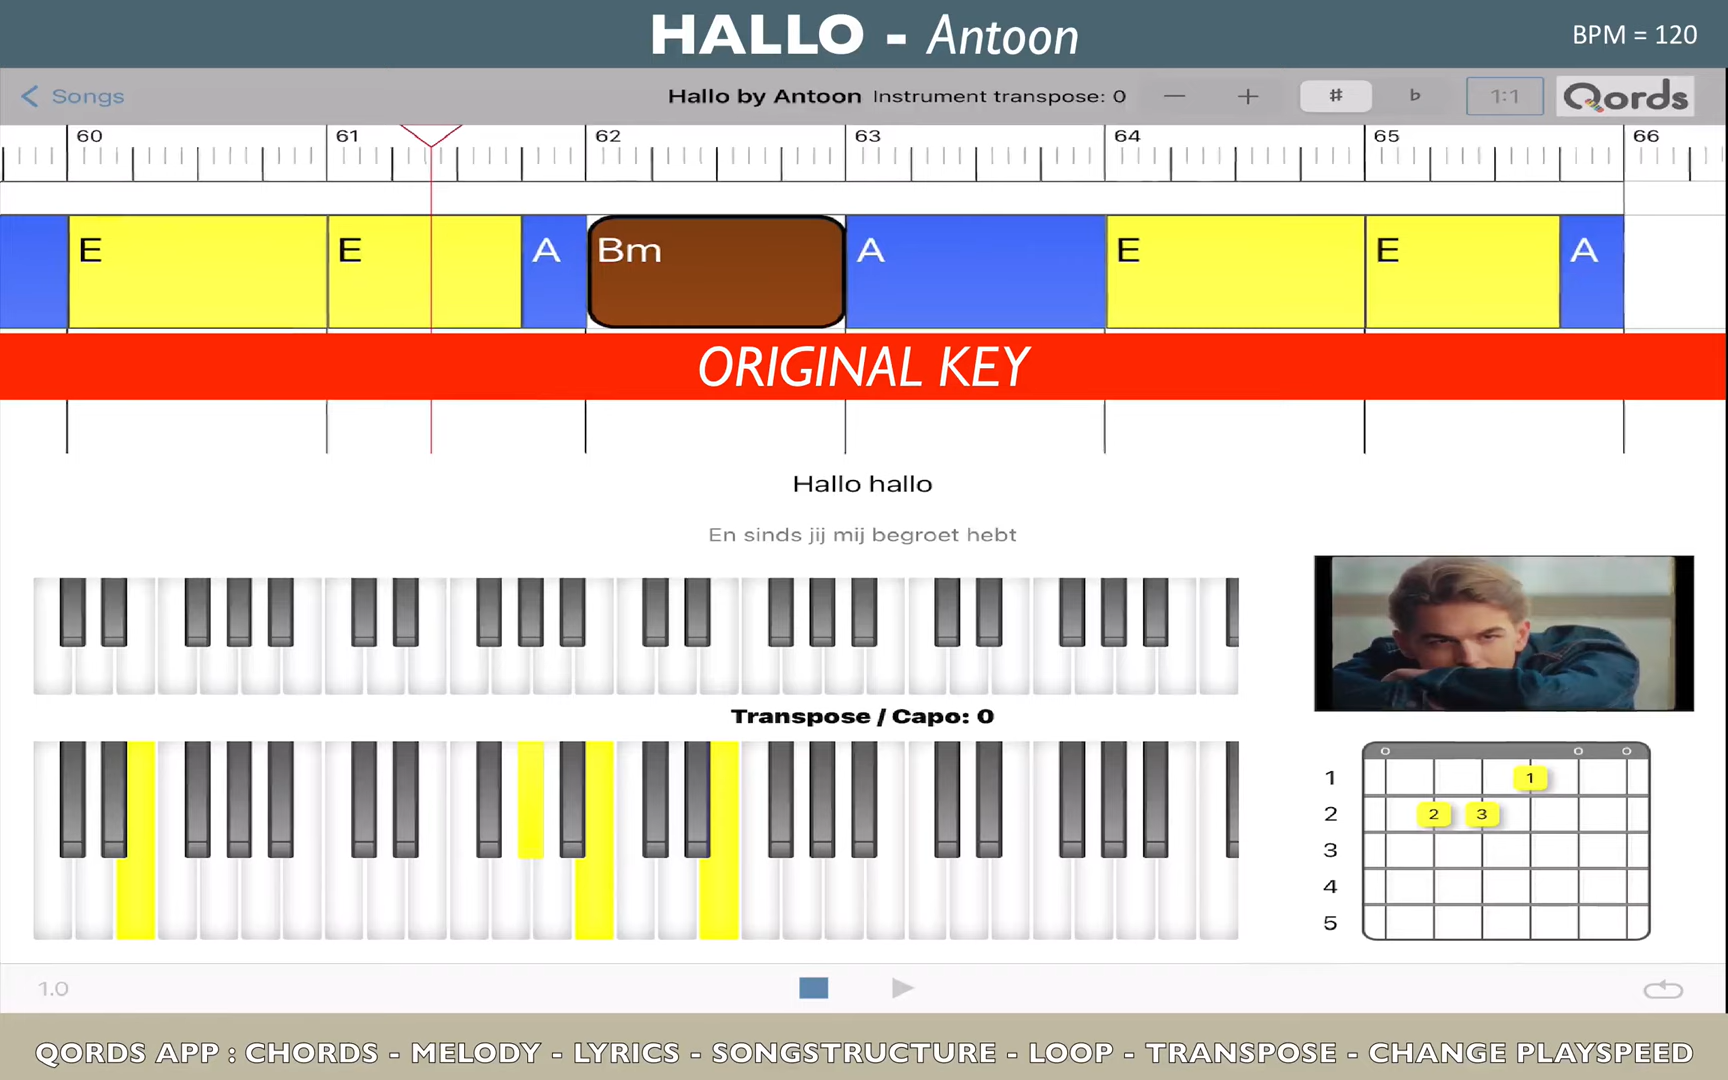 HALLO - Antoon
BPM = 120
Songs
Hallo by Antoon Instrument transpose: 0 — + ♯ b 1:1 Qords
60 61 62 63 64 65 66
E E A Bm A E E A
ORIGINAL KEY
Hallo hallo
En sinds jij mij begroet hebt
Transpose / Capo: 0
o o o
1 1
2 2 3
3
4
5
1.0
QORDS APP : CHORDS - MELODY - LYRICS - SONGSTRUCTURE - LOOP - TRANSPOSE - CHANGE PLAYSPEED